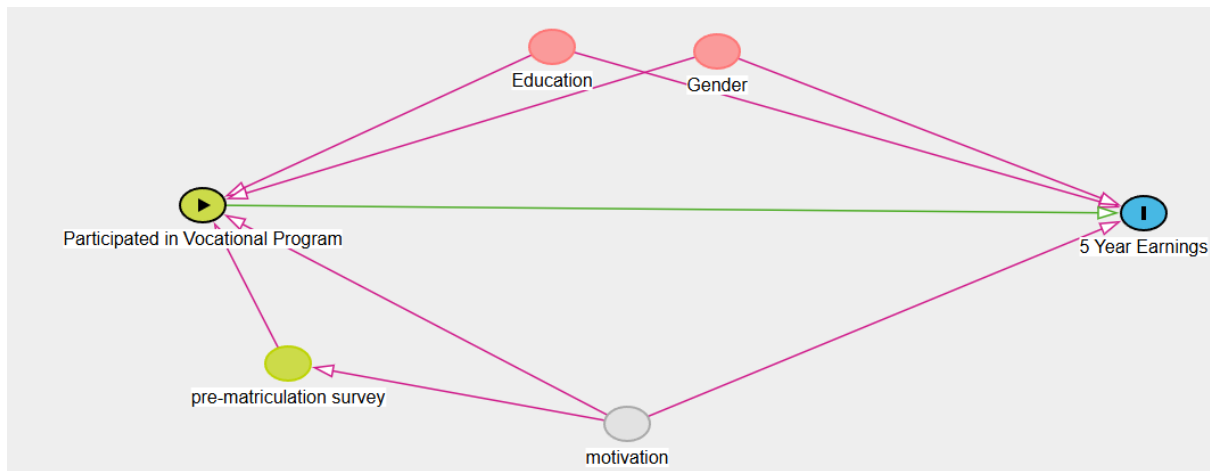 Education
Gender
Participated in Vocational Program
5 Year Earnings
pre-matriculation survey
motivation